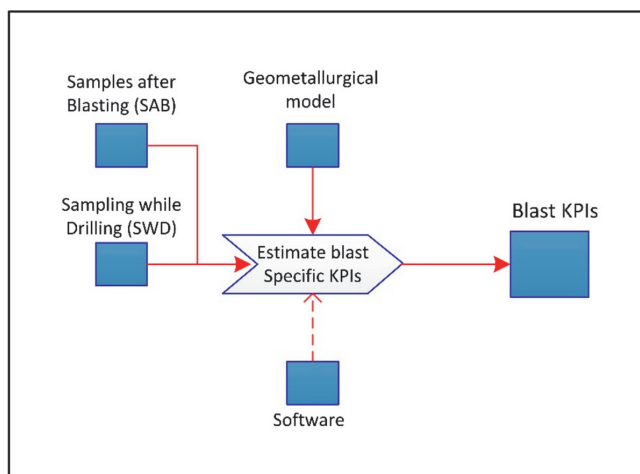 Samples after
Blasting (SAB)
Geometallurgical
model
Sampling while
Drilling (SWD)
Estimate blast
Specific KPIs
Blast KPIs
Software